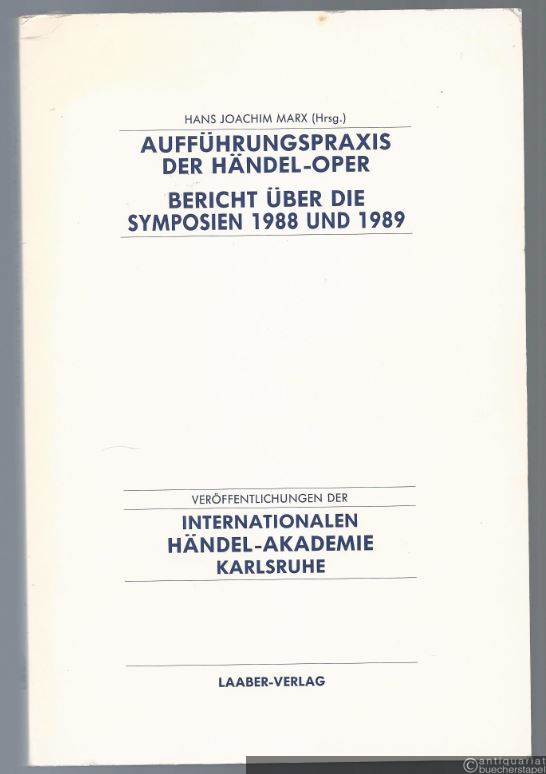 HANS JOACHIM MARX (Hrsg.)
AUFFÜHRUNGSPRAXIS
DER HÄNDEL-OPER
BERICHT ÜBER DIE
SYMPOSIEN 1988 UND 1989
VERÖFFENTLICHUNGEN DER
INTERNATIONALEN
HÄNDEL-AKADEMIE
KARLSRUHE
LAABER-VERLAG
antiquariat
buecherstapel